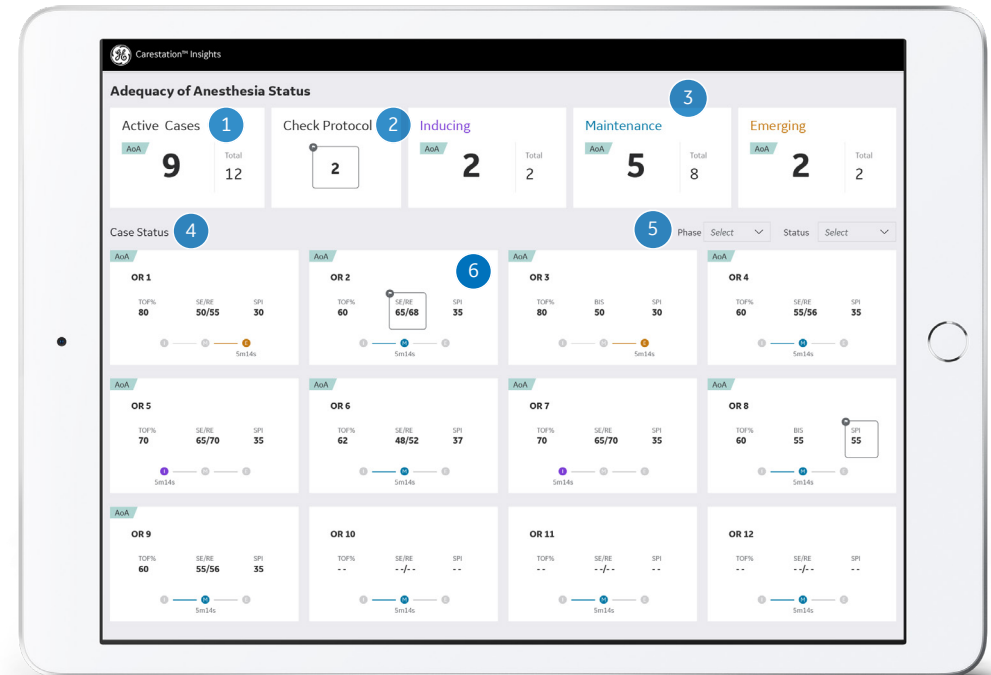 Carestation™ Insights
Adequacy of Anesthesia Status
Active Cases 1
AoA 9 Total 12
Check Protocol 2
2
Inducing
AoA 2 Total 2
3
Maintenance
AoA 5 Total 8
Emerging
AoA 2 Total 2
Case Status 4
5 Phase Select Status Select
AoA
OR 1
TOF% SE/RE SPI
80 50/55 30
I M E
5m14s
AoA
6
OR 2
TOF% SE/RE SPI
60 65/68 35
I M E
5m14s
AoA
OR 3
TOF% BIS SPI
80 50 30
I M E
5m14s
AoA
OR 4
TOF% SE/RE SPI
60 55/56 35
I M E
5m14s
AoA
OR 5
TOF% SE/RE SPI
70 65/70 35
I M E
5m14s
AoA
OR 6
TOF% SE/RE SPI
62 48/52 37
I M E
5m14s
AoA
OR 7
TOF% SE/RE SPI
70 65/70 35
I M E
5m14s
AoA
OR 8
TOF% BIS SPI
60 55 55
I M E
5m14s
AoA
OR 9
TOF% SE/RE SPI
60 55/56 35
I M E
5m14s
OR 10
TOF% SE/RE SPI
-- --/-- --
I M E
5m14s
OR 11
TOF% SE/RE SPI
-- --/-- --
I M E
5m14s
OR 12
TOF% SE/RE SPI
-- --/-- --
I M E
5m14s